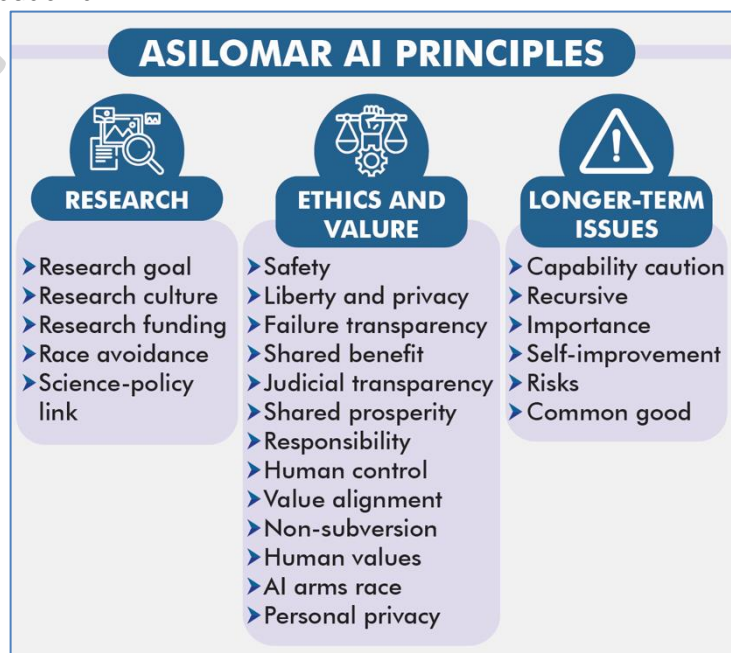 ASILOMAR AI PRINCIPLES
RESEARCH
Research goal
Research culture
Research funding
Race avoidance
Science-policy
link
ETHICS AND
VALURE
Safety
Liberty and privacy
Failure transparency
Shared benefit
Judicial transparency
Shared prosperity
Responsibility
Human control
Value alignment
Non-subversion
Human values
AI arms race
Personal privacy
LONGER-TERM
ISSUES
Capability caution
Recursive
Importance
Self-improvement
Risks
Common good